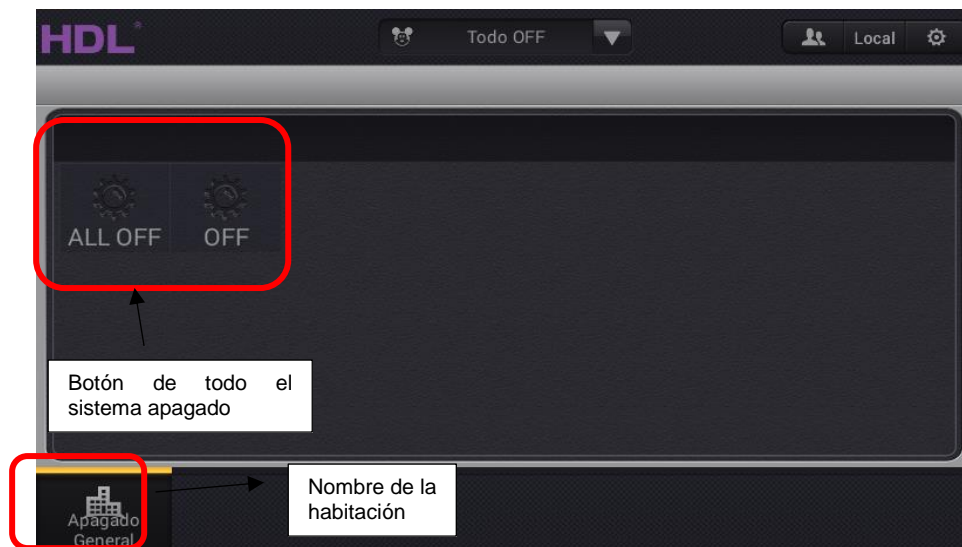 HDL®
Todo OFF
Local
ALL OFF
OFF
Botón de todo el
sistema apagado
Nombre de la
habitación
Apagado
General